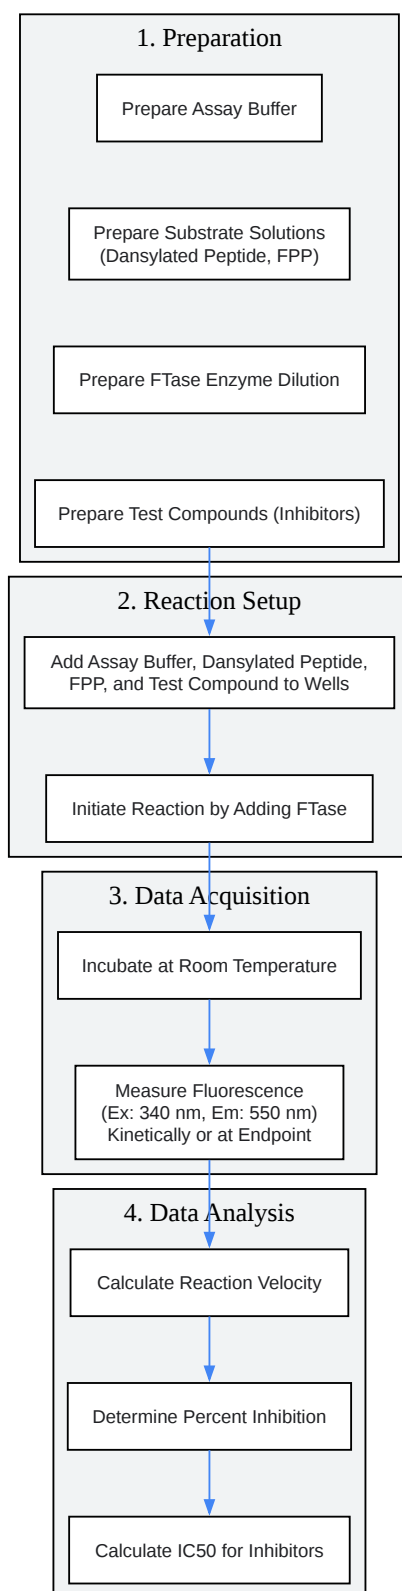 1. Preparation
Prepare Assay Buffer
Prepare Substrate Solutions
(Dansylated Peptide, FPP)
Prepare FTase Enzyme Dilution
Prepare Test Compounds (Inhibitors)
2. Reaction Setup
Add Assay Buffer, Dansylated Peptide,
FPP, and Test Compound to Wells
Initiate Reaction by Adding FTase
3. Data Acquisition
Incubate at Room Temperature
Measure Fluorescence
(Ex: 340 nm, Em: 550 nm)
Kinetically or at Endpoint
4. Data Analysis
Calculate Reaction Velocity
Determine Percent Inhibition
Calculate IC50 for Inhibitors